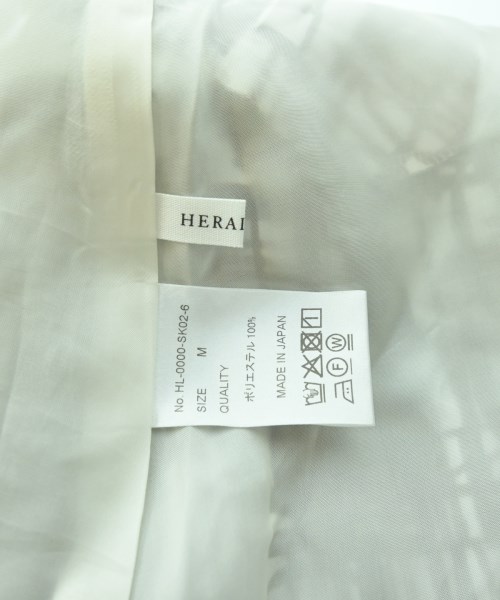 HERAI
No. HL-0000-SK02-6
SIZE M
QUALITY
ポリエステル 100%
MADE IN JAPAN
F W